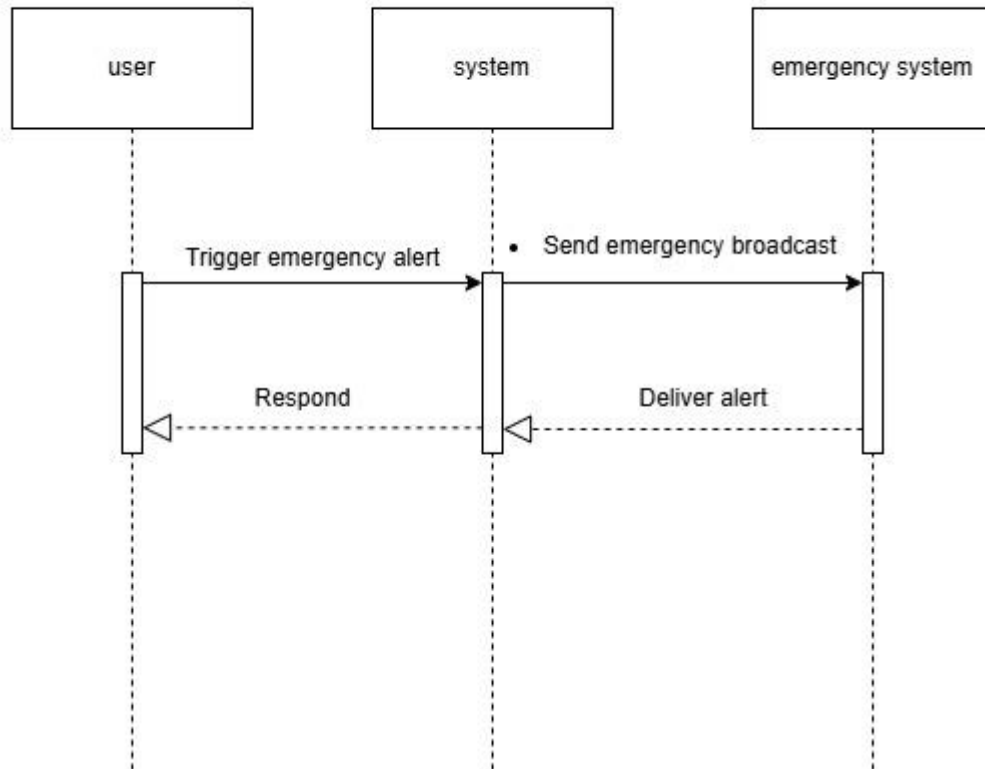 user
system
emergency system
Trigger emergency alert
• Send emergency broadcast
Respond
Deliver alert